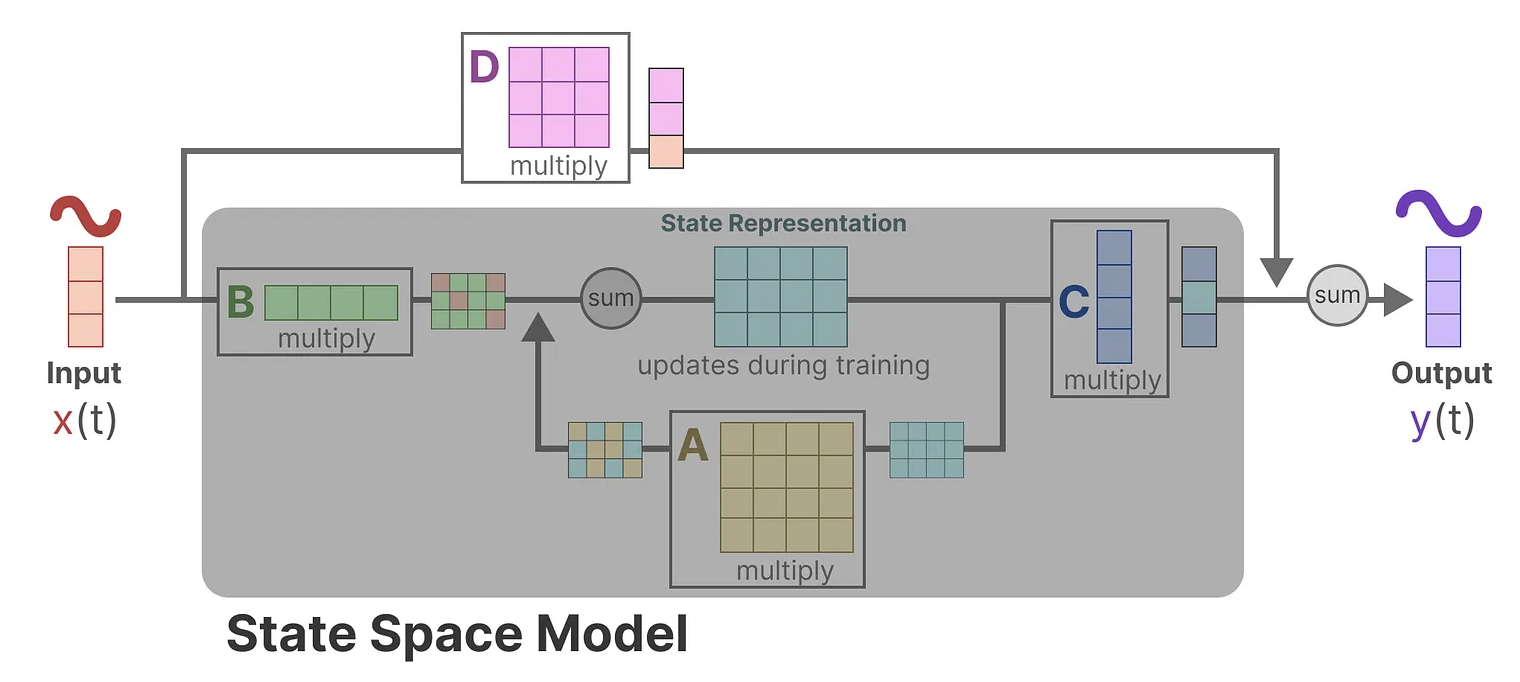 D
multiply
State Representation
B
multiply
sum
updates during training
C
multiply
sum
Input
x(t)
Output
y(t)
A
multiply
State Space Model